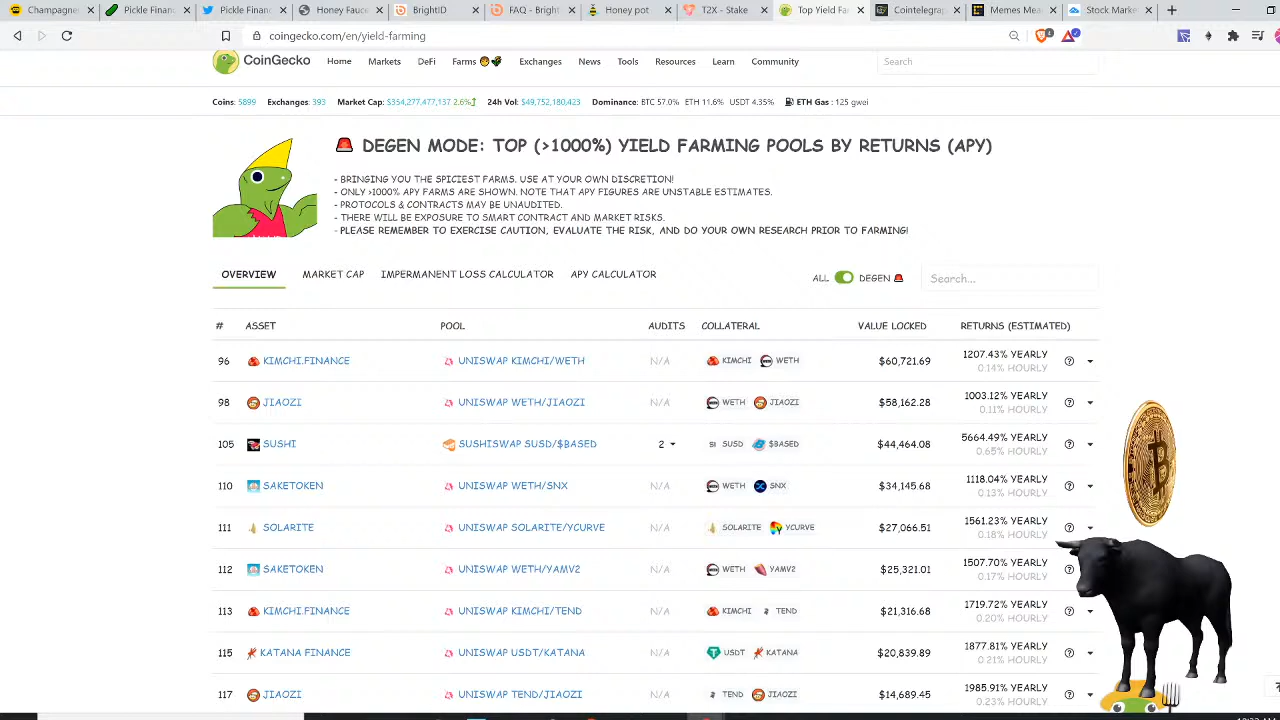 Champagne
Pickle Financ
Pickle Financ
Honey Fauce
BrightID
FAQ - Bright
Honey pot
T2X - Stake
Top Yield Far
Cointelegrap
Memes Mea
Stock Market
coingecko.com/en/yield-farming
CoinGecko Home Markets DeFi Farms Exchanges News Tools Resources Learn Community Search
Coins: 5899 Exchanges: 393 Market Cap: $354,277,477,157 2.6% 24h Vol: $49,752,180,423 Dominance: BTC 57.0% ETH 11.6% USDT 4.35% ETH Gas : 125 gwei
DEGEN MODE: TOP (>1000%) YIELD FARMING POOLS BY RETURNS (APY)
- BRINGING YOU THE SPICIEST FARMS. USE AT YOUR OWN DISCRETION!
- ONLY >1000% APY FARMS ARE SHOWN. NOTE THAT APY FIGURES ARE UNSTABLE ESTIMATES.
- PROTOCOLS & CONTRACTS MAY BE UNAUDITED.
- THERE WILL BE EXPOSURE TO SMART CONTRACT AND MARKET RISKS.
- PLEASE REMEMBER TO EXERCISE CAUTION, EVALUATE THE RISK, AND DO YOUR OWN RESEARCH PRIOR TO FARMING!
OVERVIEW MARKET CAP IMPERMANENT LOSS CALCULATOR APY CALCULATOR ALL DEGEN Search...
# ASSET POOL AUDITS COLLATERAL VALUE LOCKED RETURNS (ESTIMATED)
96 KIMCHI.FINANCE UNISWAP KIMCHI/WETH N/A KIMCHI WETH $60,721.69 1207.43% YEARLY
0.14% HOURLY
98 JIAOZI UNISWAP WETH/JIAOZI N/A WETH JIAOZI $58,162.28 1003.12% YEARLY
0.11% HOURLY
105 SUSHI SUSHISWAP SUSD/$BASED 2 SUSD $BASED $44,464.08 5664.49% YEARLY
0.65% HOURLY
110 SAKETOKEN UNISWAP WETH/SNX N/A WETH SNX $34,145.68 1118.04% YEARLY
0.13% HOURLY
111 SOLARITE UNISWAP SOLARITE/YCURVE N/A SOLARITE YCURVE $27,066.51 1561.23% YEARLY
0.18% HOURLY
112 SAKETOKEN UNISWAP WETH/YAMV2 N/A WETH YAMV2 $25,321.01 1507.70% YEARLY
0.17% HOURLY
113 KIMCHI.FINANCE UNISWAP KIMCHI/TEND N/A KIMCHI TEND $21,316.68 1719.72% YEARLY
0.20% HOURLY
115 KATANA FINANCE UNISWAP USDT/KATANA N/A USDT KATANA $20,839.89 1877.81% YEARLY
0.21% HOURLY
117 JIAOZI UNISWAP TEND/JIAOZI N/A TEND JIAOZI $14,689.45 1985.91% YEARLY
0.23% HOURLY